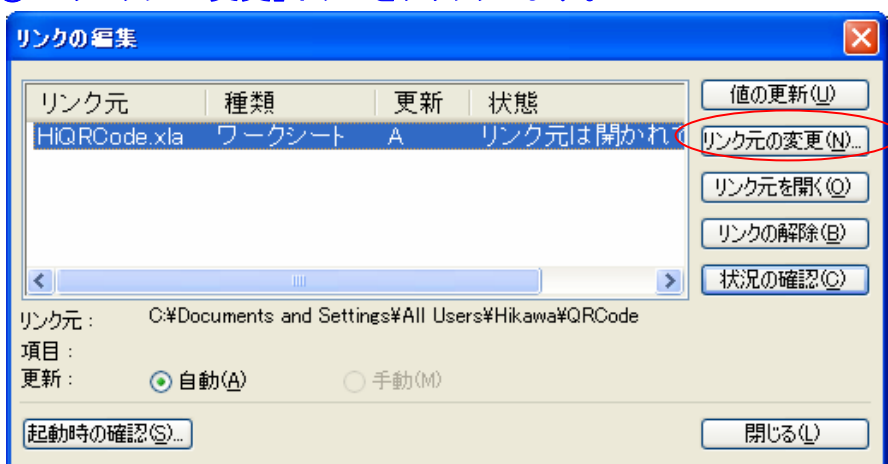 リンクの編集
リンク元 種類 更新 状態
HiQRCode.xla ワークシート A リンク元は開かれて
値の更新(U)
リンク元の変更(N)...
リンク元を開く(O)
リンクの解除(B)
状況の確認(C)
リンク元: C:¥Documents and Settings¥All Users¥Hikawa¥QRCode
項目:
更新: 自動(A) 手動(M)
起動時の確認(S)... 閉じる(L)